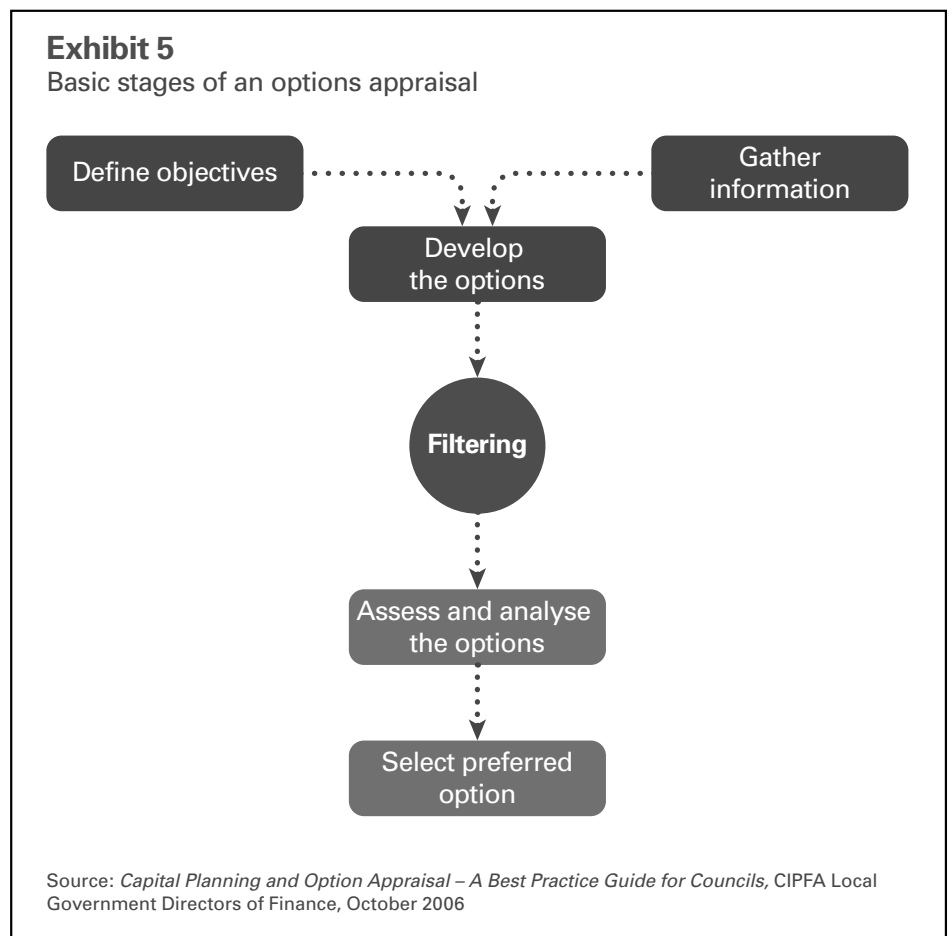 Exhibit 5
Basic stages of an options appraisal
Define objectives
Gather
information
Develop
the options
Filtering
Assess and analyse
the options
Select preferred
option
Source: Capital Planning and Option Appraisal – A Best Practice Guide for Councils, CIPFA Local
Government Directors of Finance, October 2006